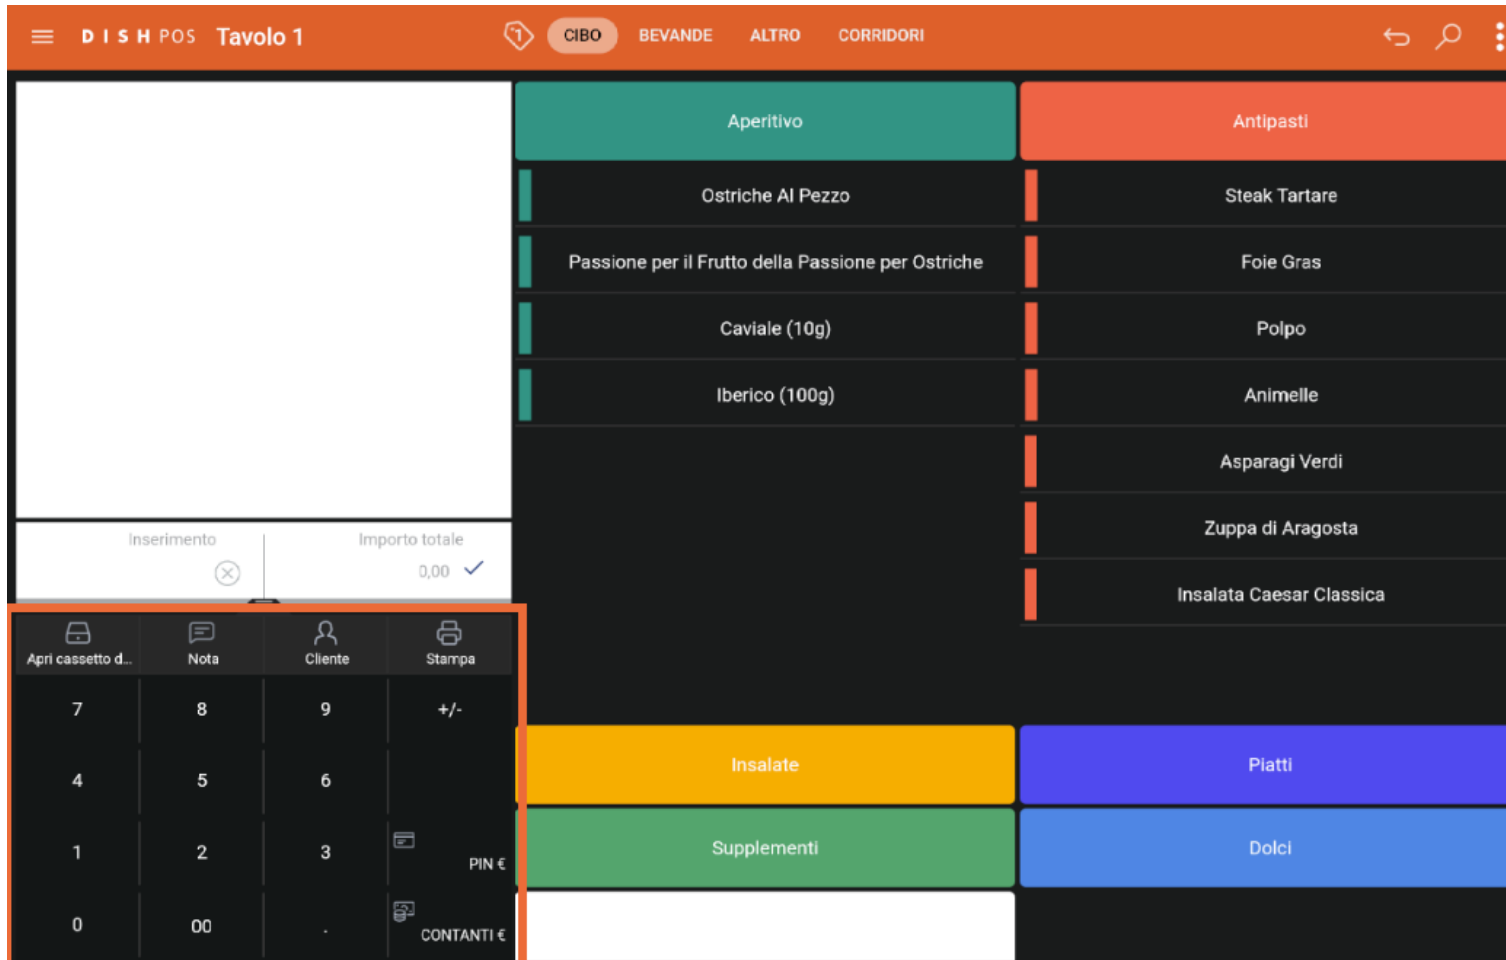 DISH POS Tavolo 1
1
CIBO
BEVANDE
ALTRO
CORRIDORI
Inserimento
Importo totale
0,00
Apri cassetto d...
Nota
Cliente
Stampa
7
8
9
+/-
4
5
6
1
2
3
PIN €
0
00
.
CONTANTI €
Aperitivo
Ostriche Al Pezzo
Passione per il Frutto della Passione per Ostriche
Caviale (10g)
Iberico (100g)
Antipasti
Steak Tartare
Foie Gras
Polpo
Animelle
Asparagi Verdi
Zuppa di Aragosta
Insalata Caesar Classica
Insalate
Piatti
Supplementi
Dolci